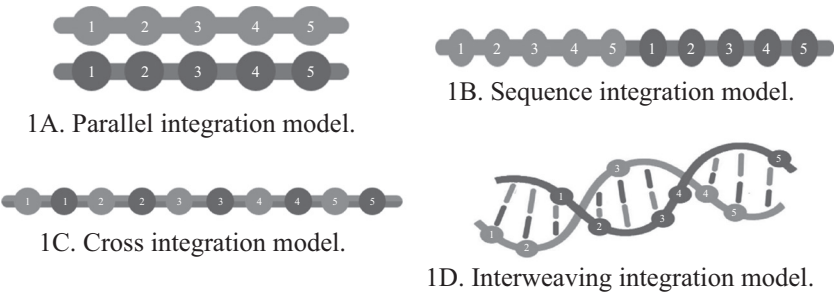 1 2 3 4 5
1 2 3 4 5
1A. Parallel integration model.
1 2 3 4 5 1 2 3 4 5
1B. Sequence integration model.
1 1 2 2 3 3 4 4 5 5
1C. Cross integration model.
1 2 3 4 5
1 2 3 4 5
1D. Interweaving integration model.